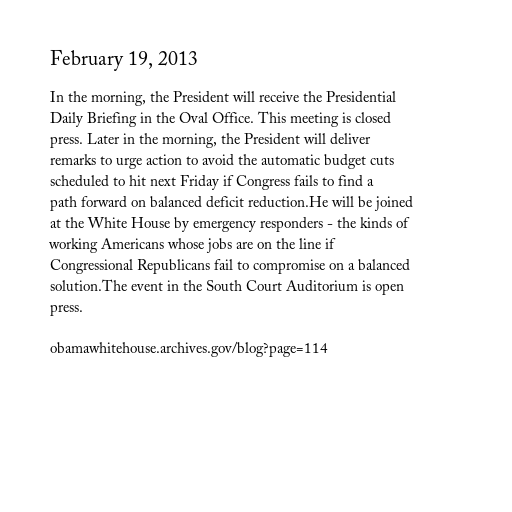 February 19, 2013
In the morning, the President will receive the Presidential
Daily Briefing in the Oval Office. This meeting is closed
press. Later in the morning, the President will deliver
remarks to urge action to avoid the automatic budget cuts
scheduled to hit next Friday if Congress fails to find a
path forward on balanced deficit reduction.He will be joined
at the White House by emergency responders - the kinds of
working Americans whose jobs are on the line if
Congressional Republicans fail to compromise on a balanced
solution.The event in the South Court Auditorium is open
press.
obamawhitehouse.archives.gov/blog?page=114